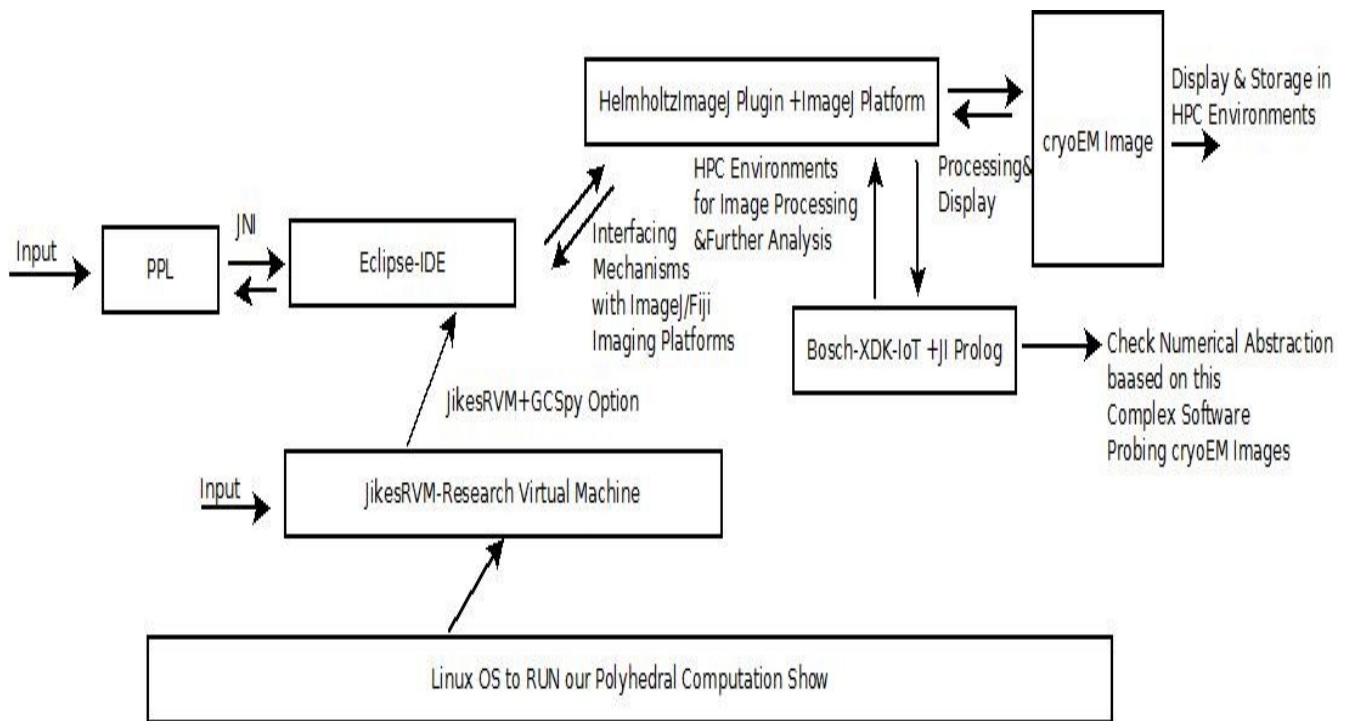 HelmholtzImageJ Plugin +ImageJ Platform
cryoEM Image
Display & Storage in
HPC Environments
HPC Environments
for Image Processing
&Further Analysis
Processing&
Display
Input
PPL
JNI
Eclipse-IDE
Interfacing
Mechanisms
with ImageJ/Fiji
Imaging Platforms
Bosch-XDK-IoT +JI Prolog
Check Numerical Abstraction
baased on this
Complex Software
Probing cryoEM Images
JikesRVM+GCSpy Option
Input
JikesRVM-Research Virtual Machine
Linux OS to RUN our Polyhedral Computation Show